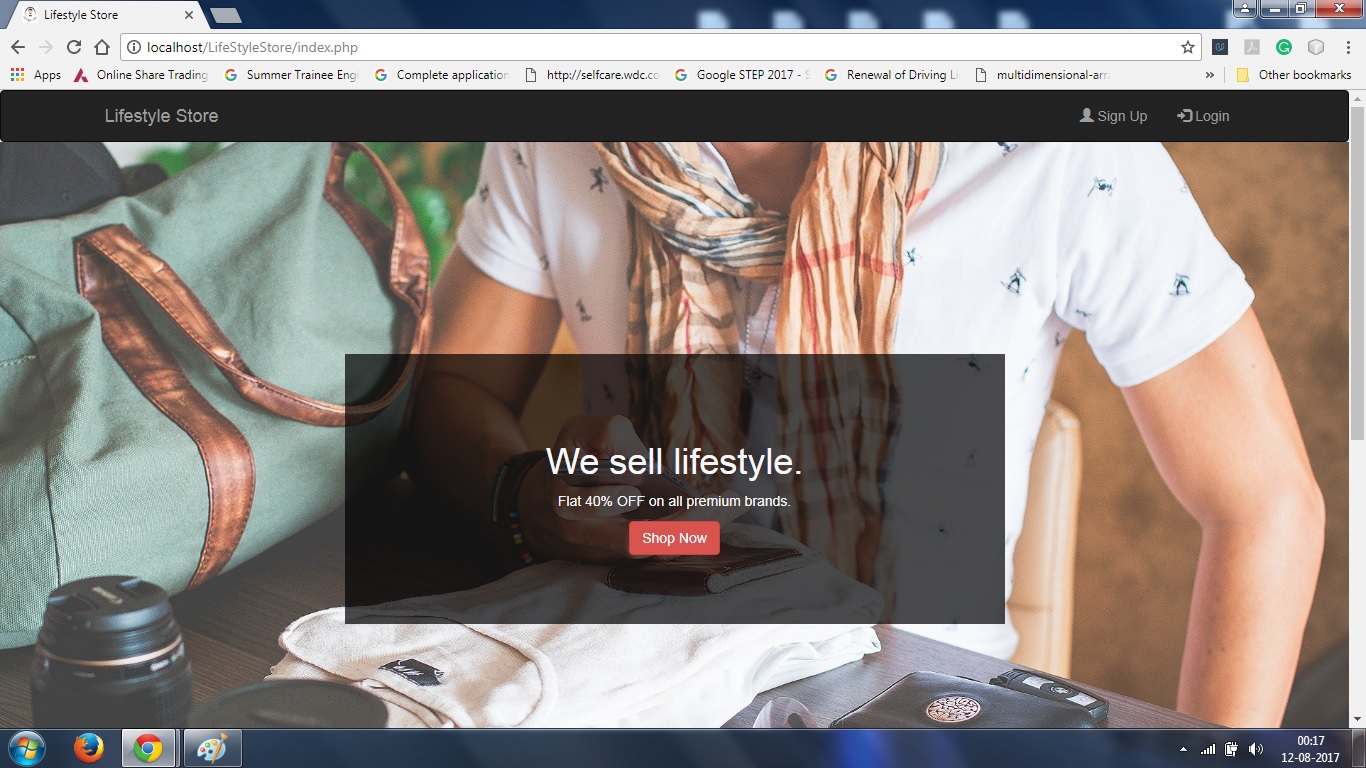 Lifestyle Store
localhost/LifeStyleStore/index.php
Apps
Online Share Trading
Summer Trainee Eng
Complete application
http://selfcare.wdc.co
Google STEP 2017 - S
Renewal of Driving Li
multidimensional-arr
»
Other bookmarks
Lifestyle Store
Sign Up
Login
We sell lifestyle.
Flat 40% OFF on all premium brands.
Shop Now
00:17
12-08-2017